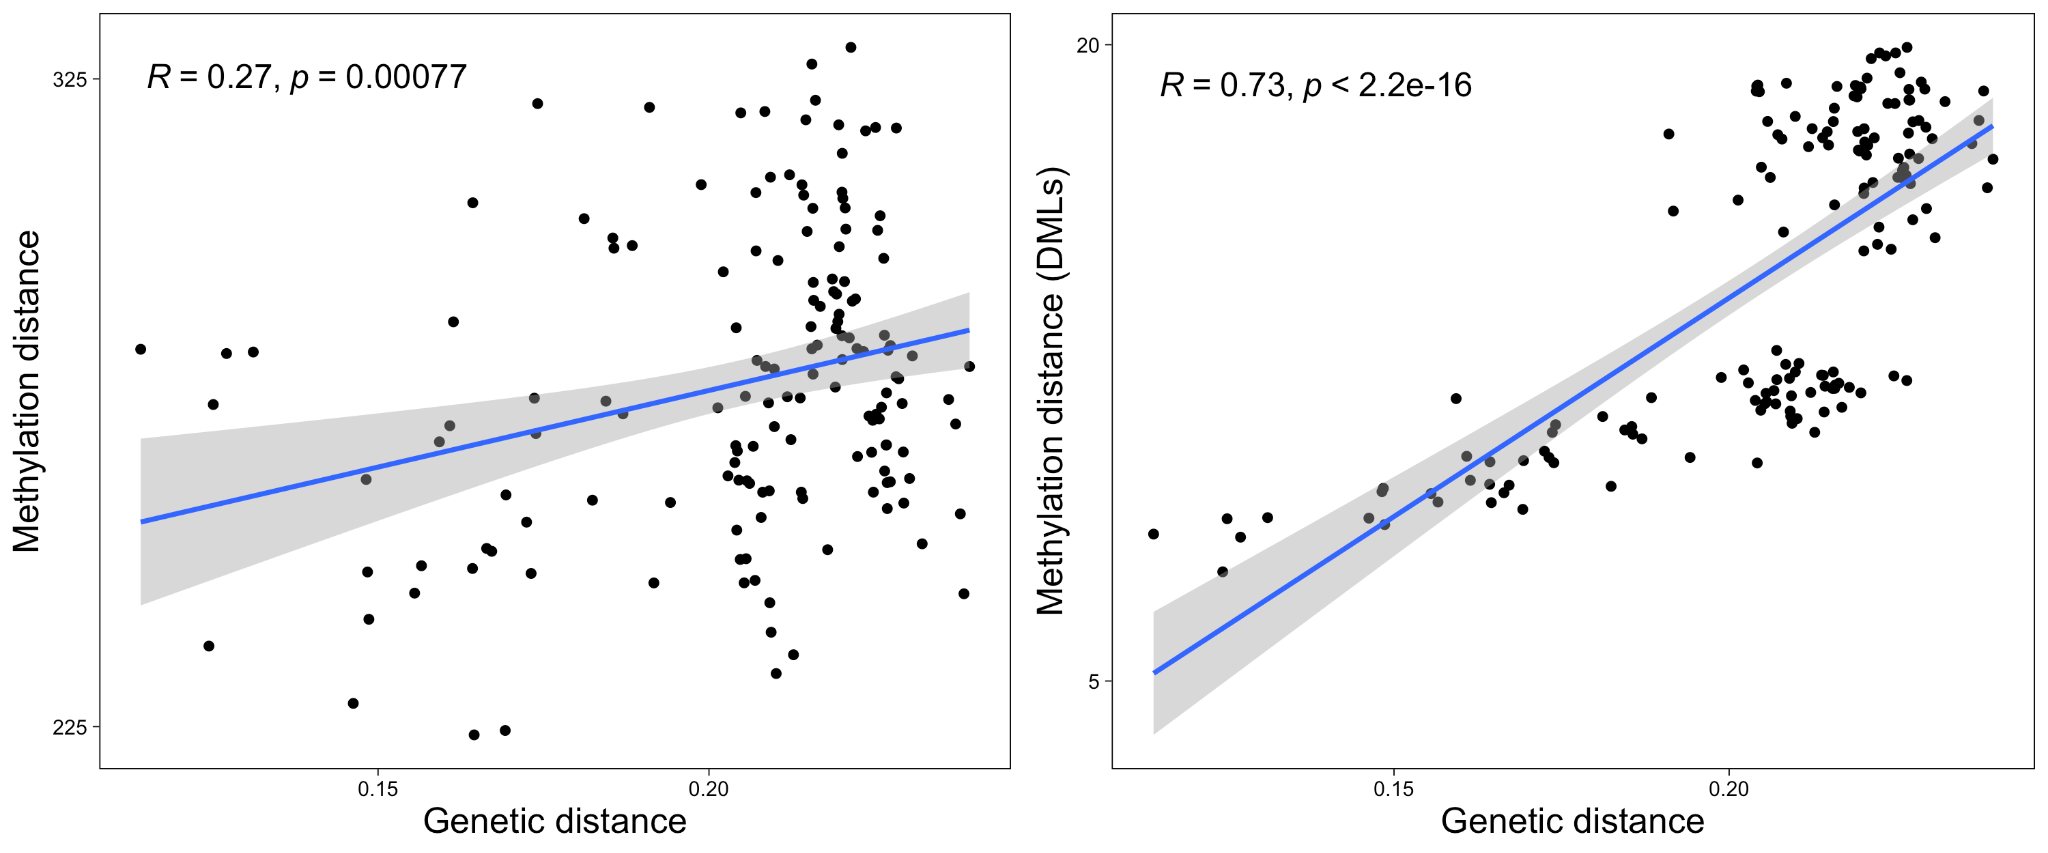 R = 0.27, p = 0.00077
325
225
Methylation distance
0.15
0.20
Genetic distance
R = 0.73, p < 2.2e-16
20
5
Methylation distance (DMLs)
0.15
0.20
Genetic distance